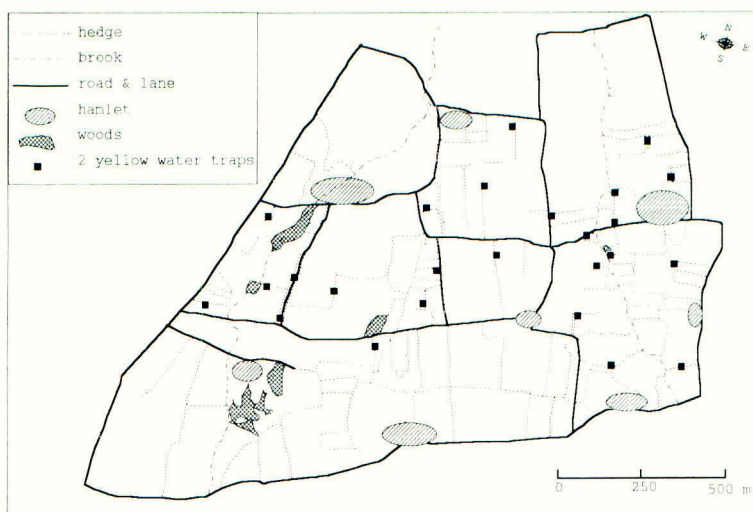 hedge
brook
road & lane
hamlet
woods
2 yellow water traps
N
W E
S
0 250 500 m